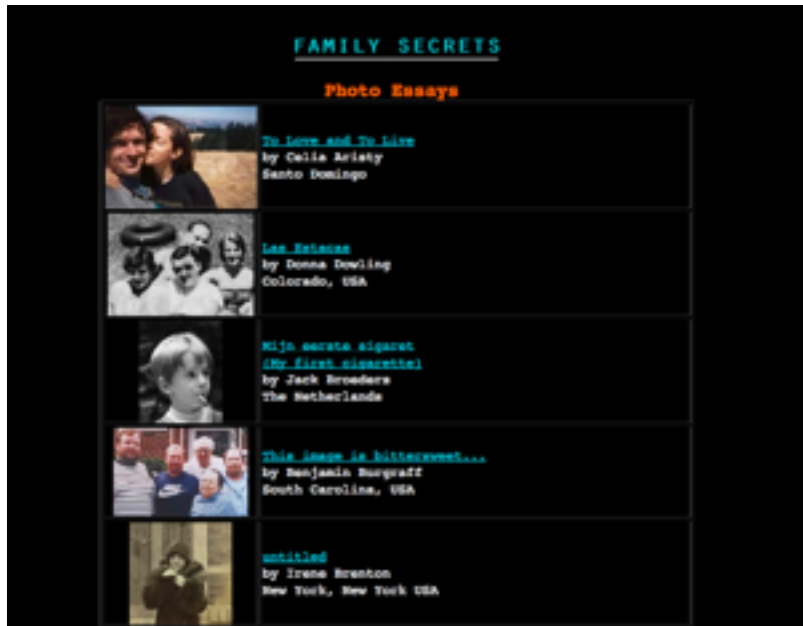 FAMILY SECRETS
Photo Essays
To Love and To Live
by Celia Aristy
Santo Domingo
Las Estacas
by Donna Dowling
Colorado, USA
Mijn eerste sigaret
(My first cigarette)
by Jack Broeders
The Netherlands
This image is bittersweet...
by Benjamin Burgraff
South Carolina, USA
untitled
by Irene Brenton
New York, New York USA